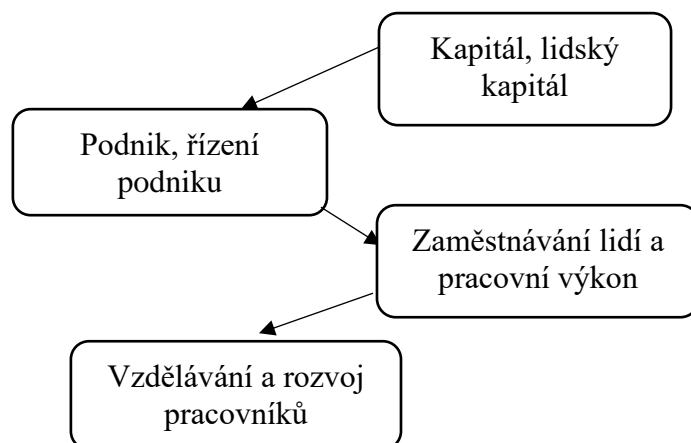 Kapitál, lidský
kapitál
Podnik, řízení
podniku
Zaměstnávání lidí a
pracovní výkon
Vzdělávání a rozvoj
pracovníků